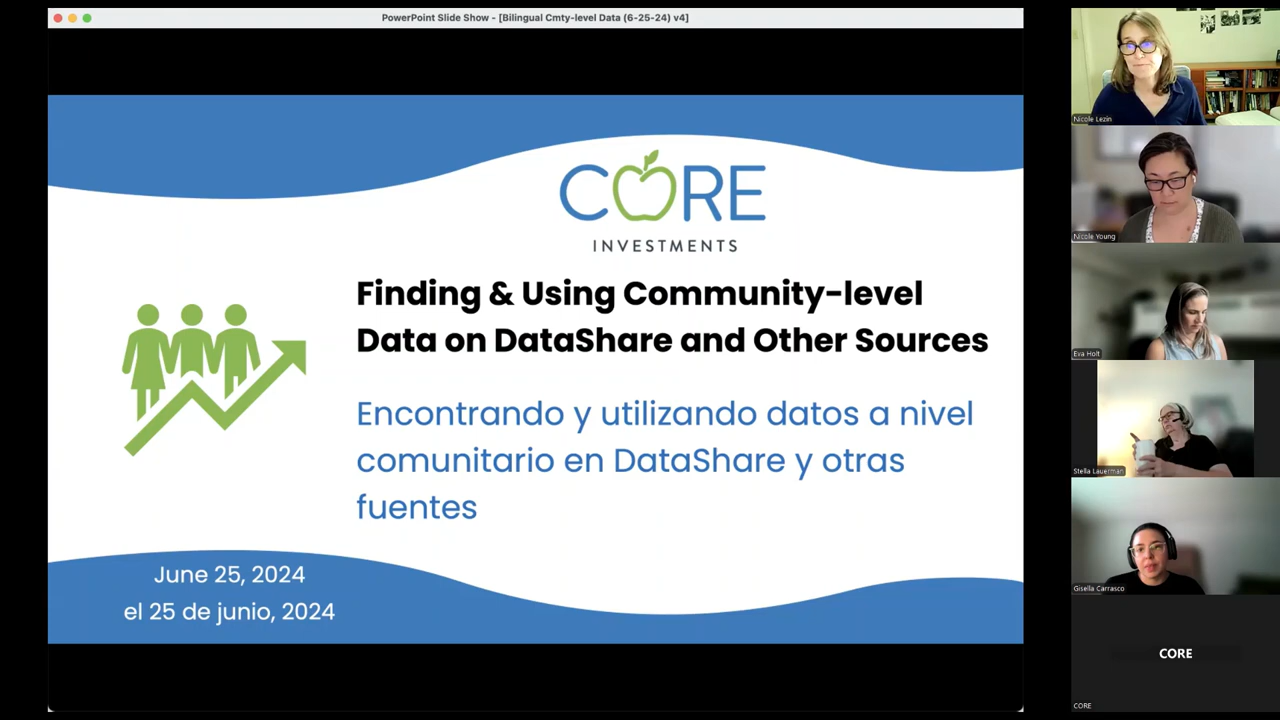 PowerPoint Slide Show - [Bilingual Cmty-level Data (6-25-24) v4]
CORE
INVESTMENTS
Finding & Using Community-level
Data on DataShare and Other Sources
Encontrando y utilizando datos a nivel
comunitario en DataShare y otras
fuentes
June 25, 2024
el 25 de junio, 2024
Nicole Lezin
Nicole Young
Eva Holt
Stella Lauerman
Gisella Carrasco
CORE
CORE